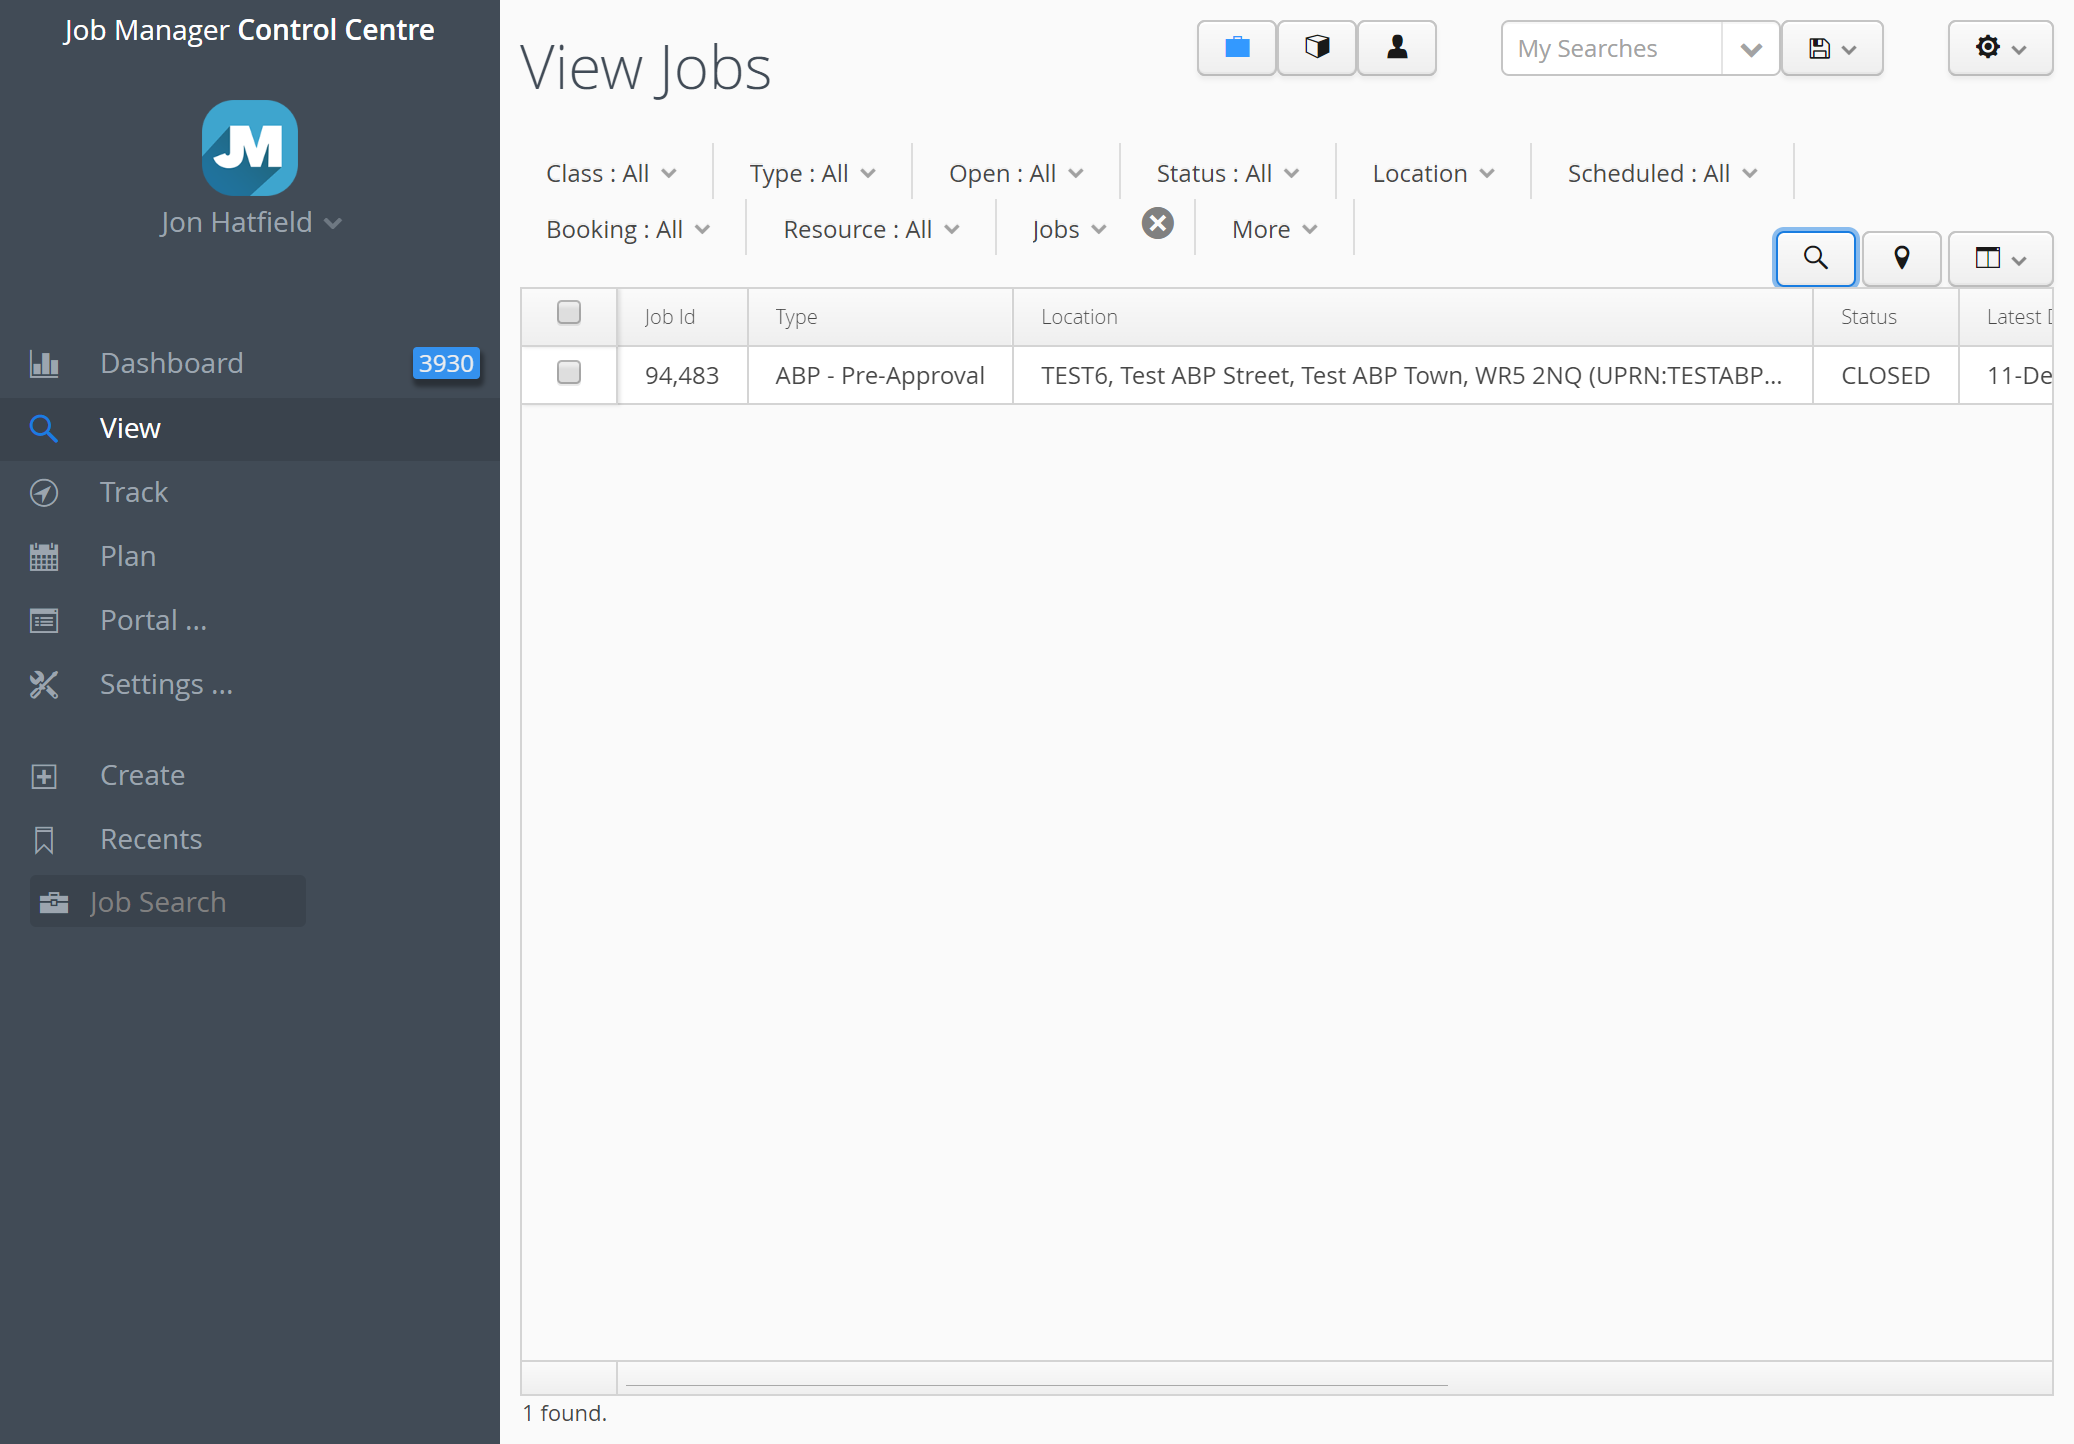 Job Manager Control Centre
JM
Jon Hatfield
Dashboard 3930
View
Track
Plan
Portal ...
Settings ...
Create
Recents
Job Search
View Jobs
My Searches
Class : All Type : All Open : All Status : All Location Scheduled : All
Booking : All Resource : All Jobs More
Job Id Type Location Status Latest
94,483 ABP - Pre-Approval TEST6, Test ABP Street, Test ABP Town, WR5 2NQ (UPRN:TESTABP... CLOSED 11-De
1 found.